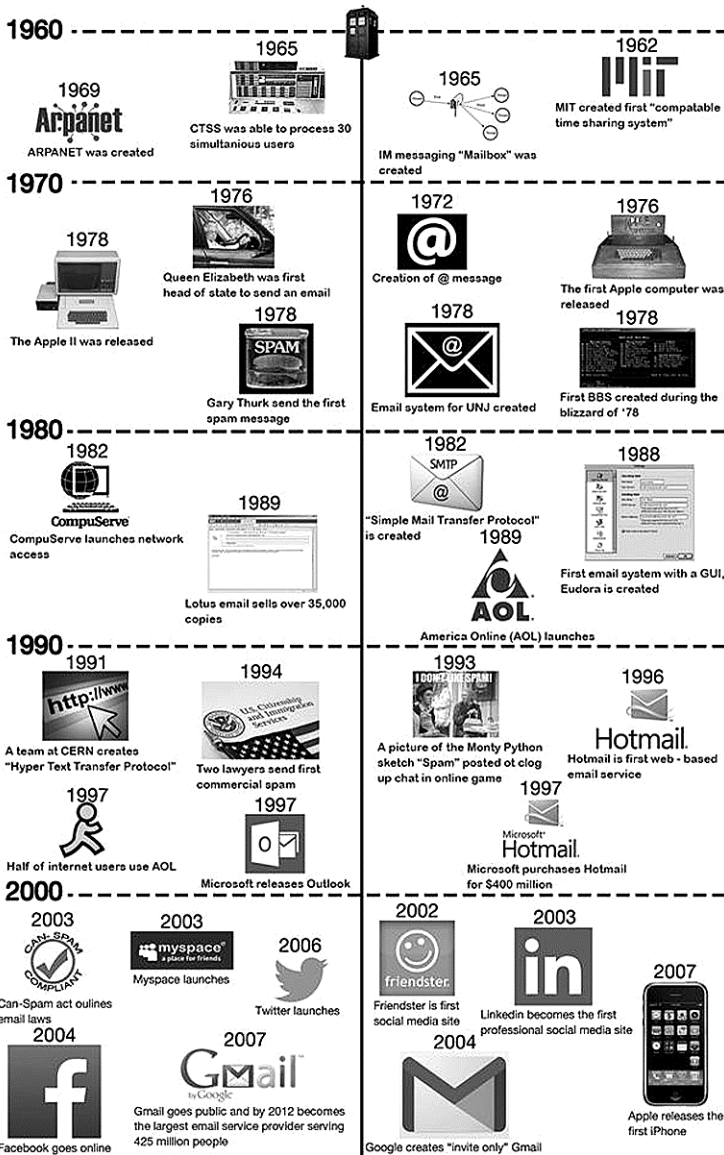 1960
1969
Arpanet
ARPANET was created
1965
CTSS was able to process 30
simultanious users
1965
IM messaging “Mailbox” was
created
1962
MIT
MIT created first “compatable
time sharing system”
1970
1978
The Apple II was released
1976
Queen Elizabeth was first
head of state to send an email
1978
SPAM
Gary Thurk send the first
spam message
1972
@
Creation of @ message
1976
The first Apple computer was
released
1978
@
Email system for UNJ created
1978
First BBS created during the
blizzard of ‘78
1980
1982
CompuServe
CompuServe launches network
access
1989
Lotus email sells over 35,000
copies
1982
SMTP
@
“Simple Mail Transfer Protocol”
is created
1988
First email system with a GUI,
Eudora is created
1989
AOL.
America Online (AOL) launches
1990
1991
http://www
A team at CERN creates
“Hyper Text Transfer Protocol”
1994
U.S. Citizenship
and Immigration
Services
Two lawyers send first
commercial spam
1997
Half of internet users use AOL
1997
O
Microsoft releases Outlook
1993
I DON'T LIKE SPAM!
A picture of the Monty Python
sketch “Spam” posted ot clog
up chat in online game
1996
Hotmail.
Hotmail is first web - based
email service
1997
Microsoft®
Hotmail.
Microsoft purchases Hotmail
for $400 million
2000
2003
CAN-SPAM
COMPLIANT
Can-Spam act oulines
email laws
2003
myspace®
a place for friends
Myspace launches
2006
Twitter launches
2004
f
Facebook goes online
2007
Gmail™
by Google
Gmail goes public and by 2012 becomes
the largest email service provider serving
425 million people
2002
friendster.
Friendster is first
social media site
2003
in
Linkedin becomes the first
professional social media site
2004
Google creates “invite only” Gmail
2007
Apple releases the
first iPhone